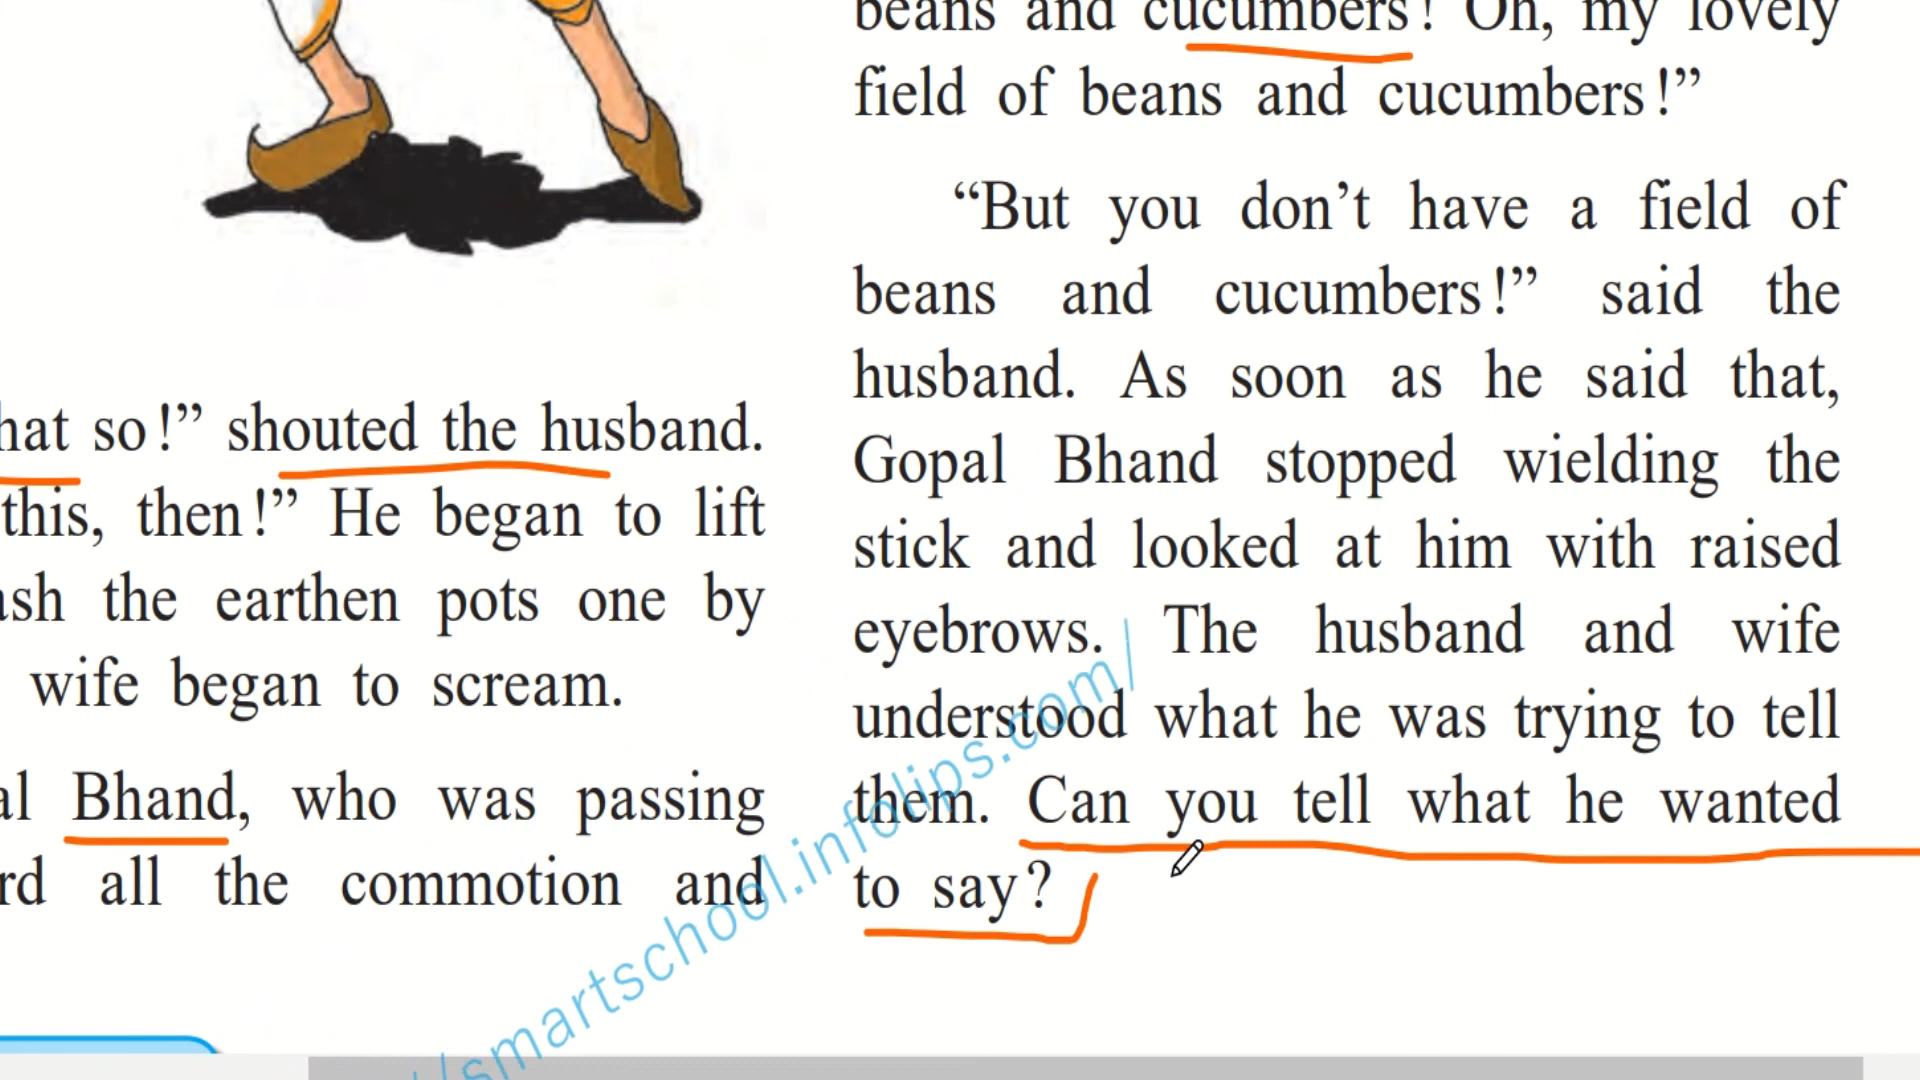 hat so!” shouted the husband.
this, then!” He began to lift
ash the earthen pots one by
wife began to scream.
al Bhand, who was passing
rd all the commotion and
beans and cucumbers! Oh, my lovely
field of beans and cucumbers!”
“But you don’t have a field of
beans and cucumbers!” said the
husband. As soon as he said that,
Gopal Bhand stopped wielding the
stick and looked at him with raised
eyebrows. The husband and wife
understood what he was trying to tell
them. Can you tell what he wanted
to say?
//smartschool.infolips.com/